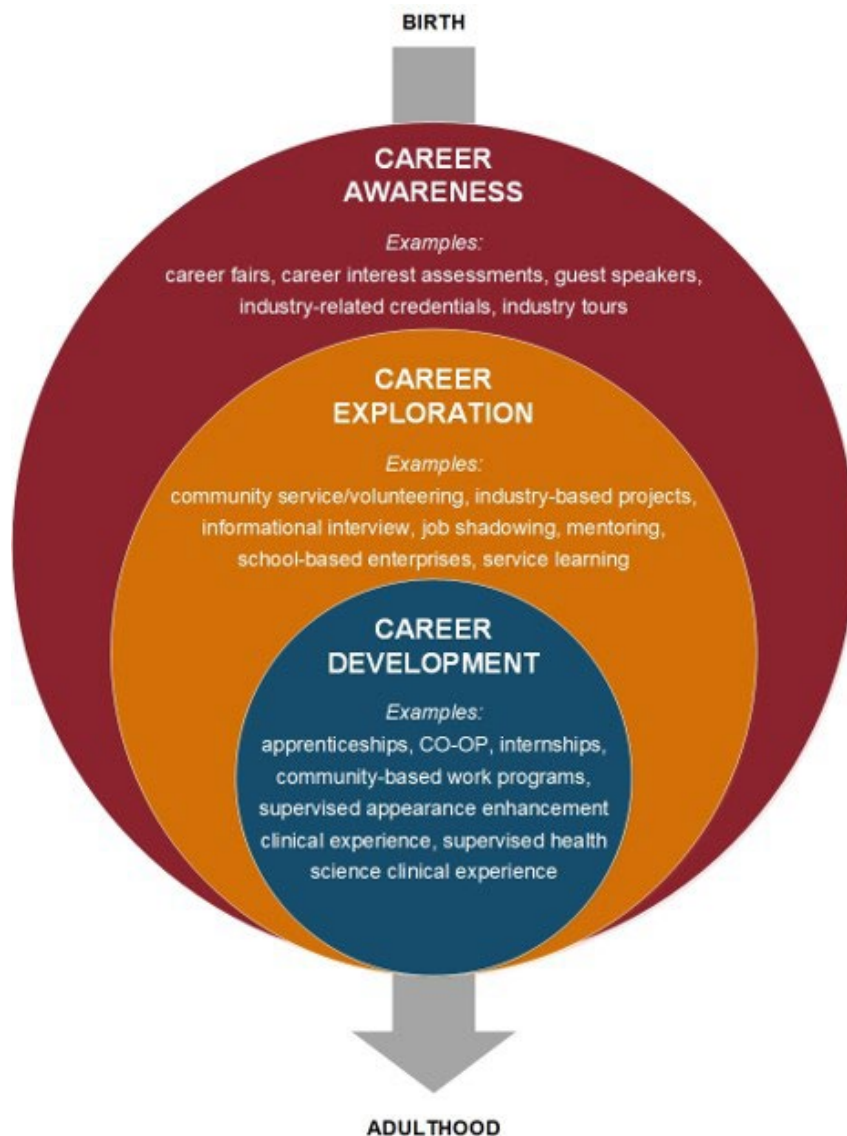 BIRTH
CAREER
AWARENESS
Examples:
career fairs, career interest assessments, guest speakers,
industry-related credentials, industry tours
CAREER
EXPLORATION
Examples:
community service/volunteering, industry-based projects,
informational interview, job shadowing, mentoring,
school-based enterprises, service learning
CAREER
DEVELOPMENT
Examples:
apprenticeships, CO-OP, internships,
community-based work programs,
supervised appearance enhancement
clinical experience, supervised health
science clinical experience
ADULTHOOD